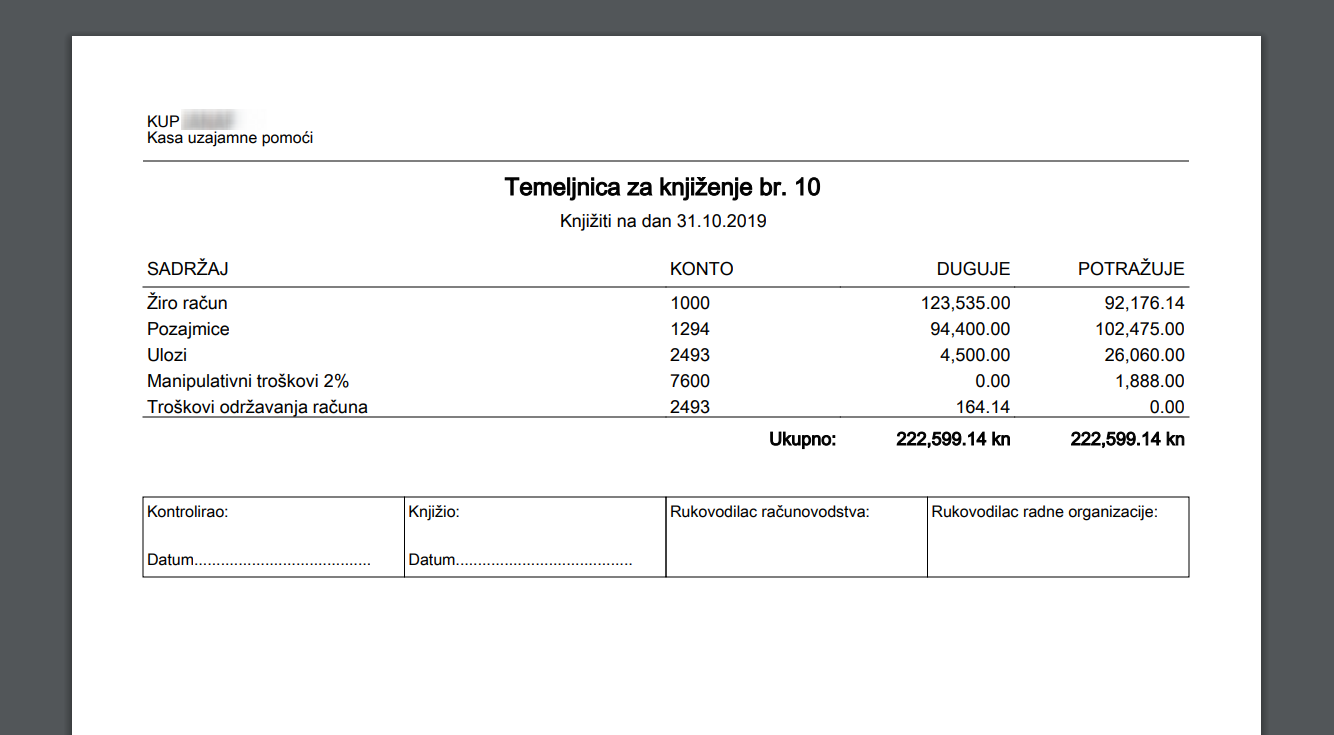 KUP
Kasa uzajamne pomoći
Temeljnica za knjiženje br. 10
Knjižiti na dan 31.10.2019
SADRŽAJ KONTO DUGUJE POTRAŽUJE
Žiro račun 1000 123,535.00 92,176.14
Pozajmice 1294 94,400.00 102,475.00
Ulozi 2493 4,500.00 26,060.00
Manipulativni troškovi 2% 7600 0.00 1,888.00
Troškovi održavanja računa 2493 164.14 0.00
Ukupno: 222,599.14 kn 222,599.14 kn
Kontrolirao: Knjižio: Rukovodilac računovodstva: Rukovodilac radne organizacije:
Datum........................................ Datum........................................